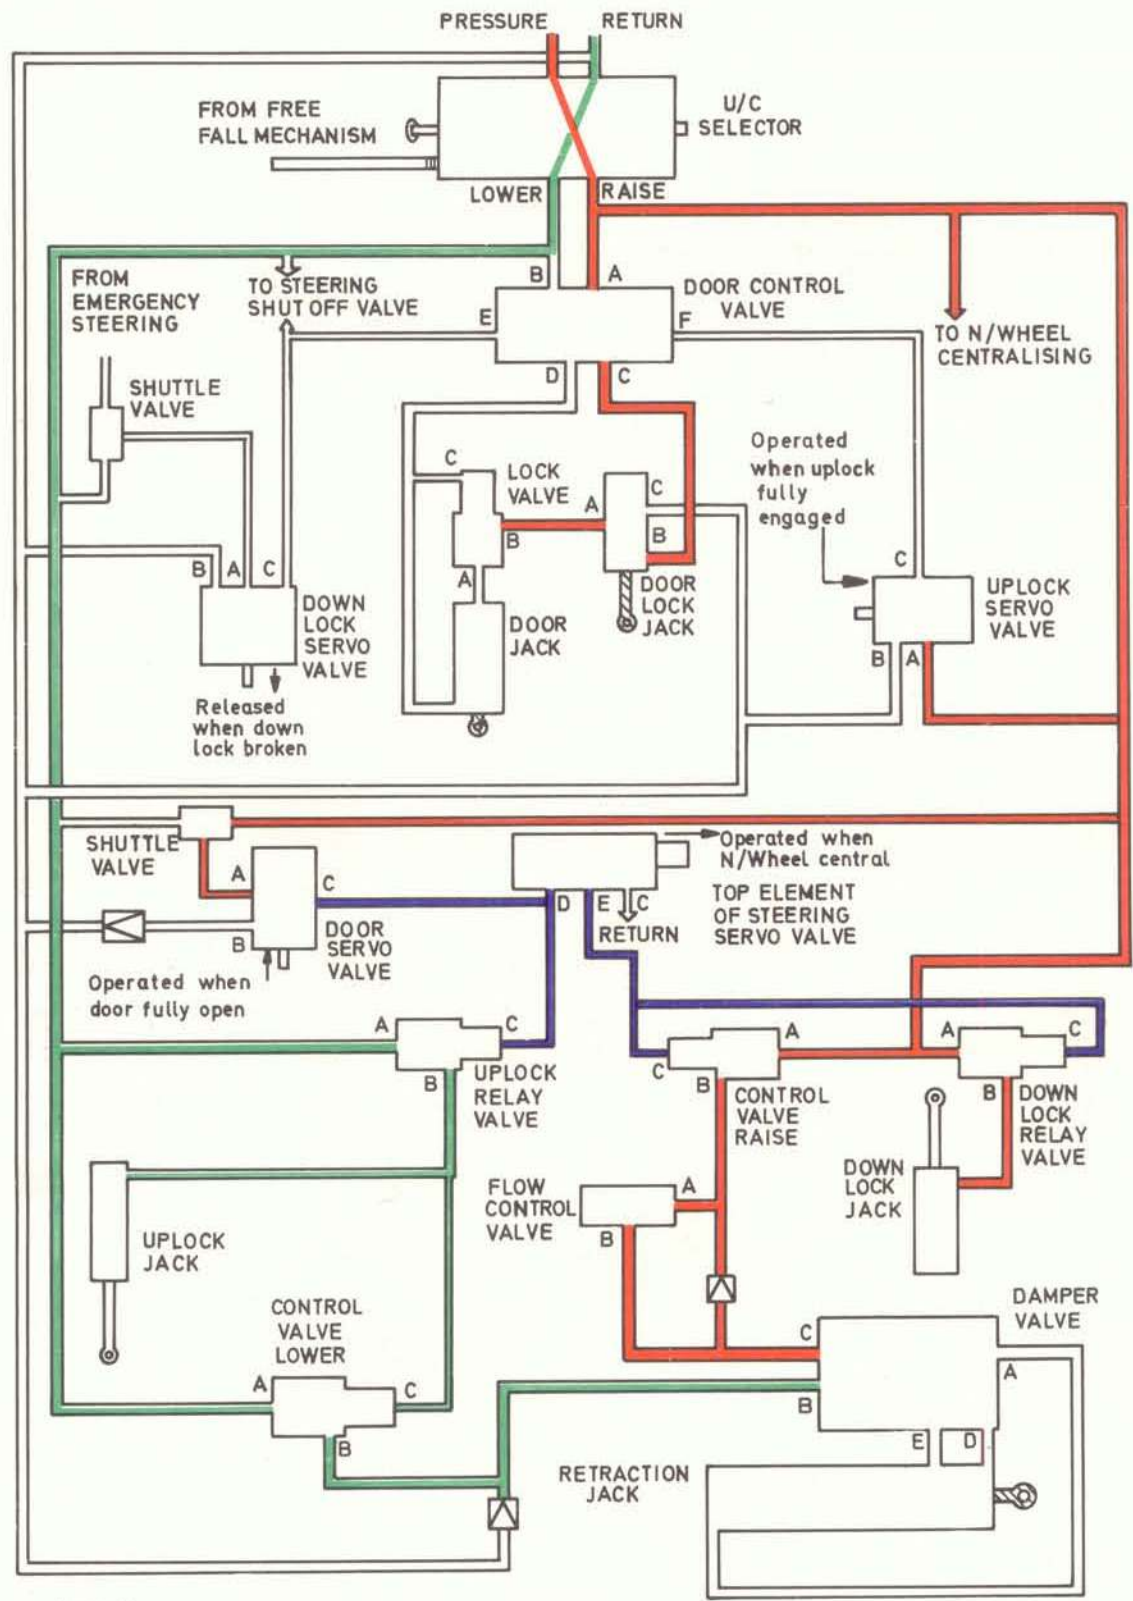 PRESSURE
RETURN
FROM FREE
FALL MECHANISM
U/C
SELECTOR
LOWER
RAISE
FROM
EMERGENCY
STEERING
TO STEERING
SHUT OFF VALVE
B
A
DOOR CONTROL
VALVE
E
F
TO N/WHEEL
CENTRALISING
D
C
SHUTTLE
VALVE
C
LOCK
VALVE
A
C
B
B
A
Operated
when uplock
fully
engaged
C
B
A
C
DOWN
LOCK
SERVO
VALVE
DOOR
JACK
DOOR
LOCK
JACK
UPLOCK
SERVO
VALVE
B
A
Released
when down
lock broken
SHUTTLE
VALVE
A
C
B
DOOR
SERVO
VALVE
Operated when
door fully open
D
E
C
RETURN
Operated when
N/Wheel central
TOP ELEMENT
OF STEERING
SERVO VALVE
A
C
B
UPLOCK
RELAY
VALVE
A
C
B
CONTROL
VALVE
RAISE
A
C
B
DOWN
LOCK
RELAY
VALVE
UPLOCK
JACK
FLOW
CONTROL
VALVE
A
B
DOWN
LOCK
JACK
CONTROL
VALVE
LOWER
A
C
B
DAMPER
VALVE
C
A
B
E
D
RETRACTION
JACK